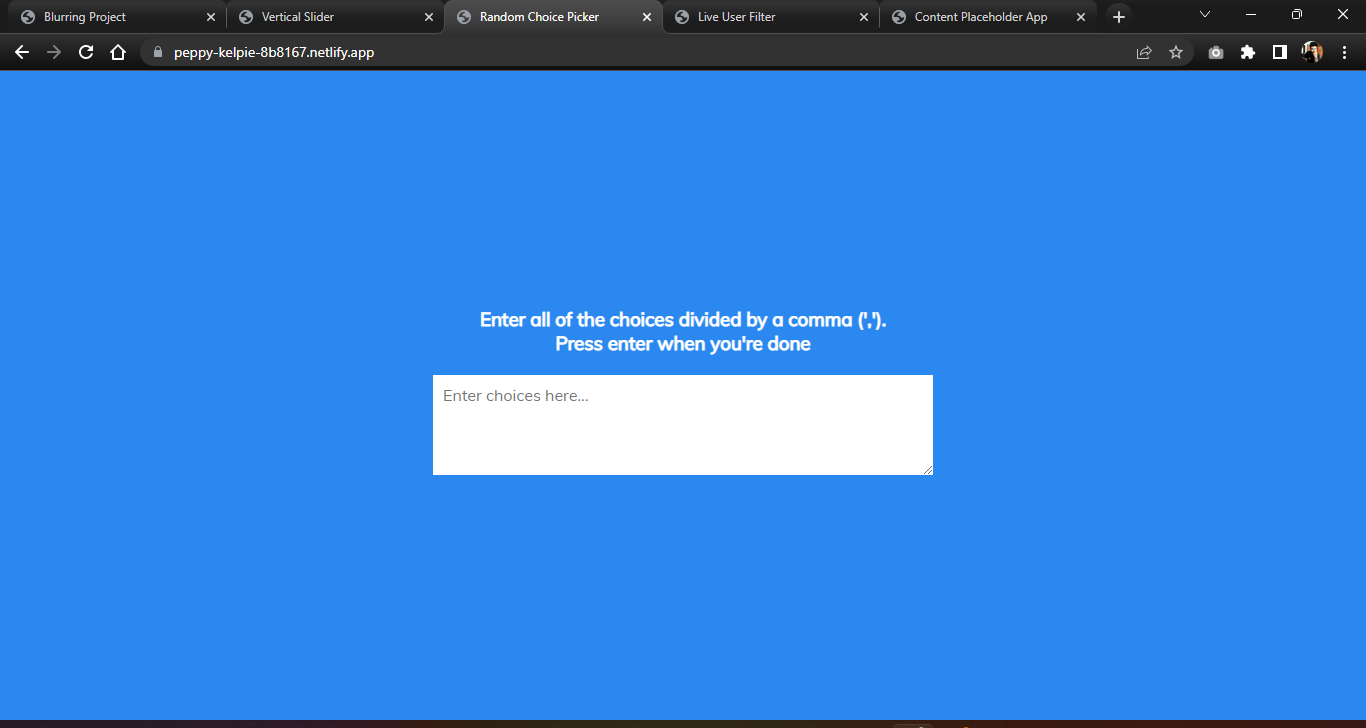 Blurring Project
Vertical Slider
Random Choice Picker
Live User Filter
Content Placeholder App
peppy-kelpie-8b8167.netlify.app
Enter all of the choices divided by a comma (',').
Press enter when you're done
Enter choices here...